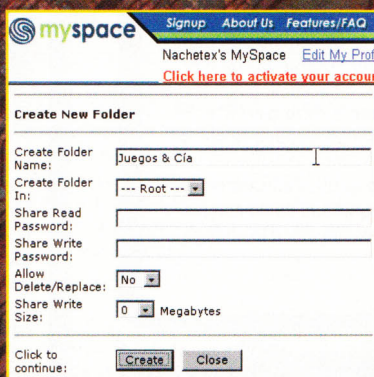 myspace
Signup About Us Features/FAQ
Nachetex's MySpace Edit My Prof
Click here to activate your accoun
Create New Folder
Create Folder Name: Juegos & Cía
Create Folder In: --- Root ---
Share Read Password:
Share Write Password:
Allow Delete/Replace: No
Share Write Size: 0 Megabytes
Click to continue: Create Close